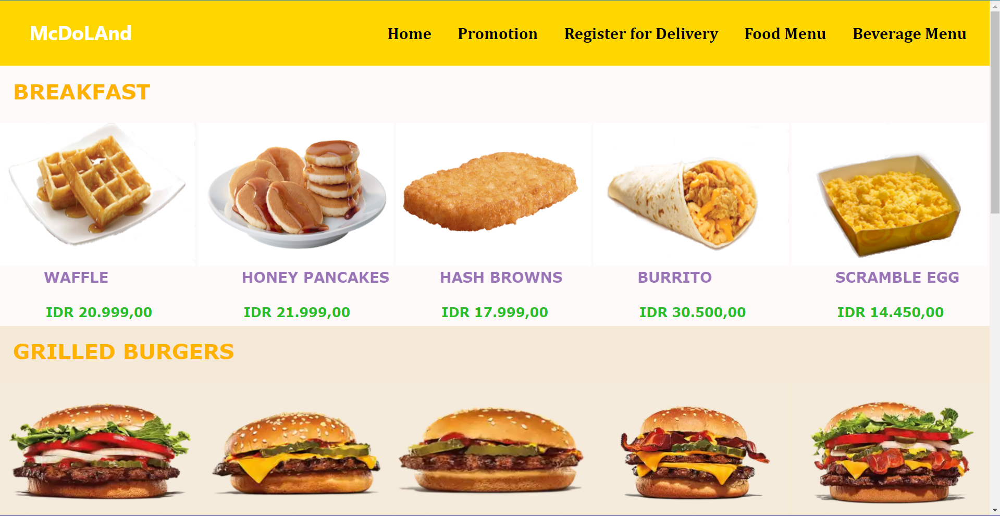 McDoLAnd
Home Promotion Register for Delivery Food Menu Beverage Menu
BREAKFAST
WAFFLE HONEY PANCAKES HASH BROWNS BURRITO SCRAMBLE EGG
IDR 20.999,00 IDR 21.999,00 IDR 17.999,00 IDR 30.500,00 IDR 14.450,00
GRILLED BURGERS